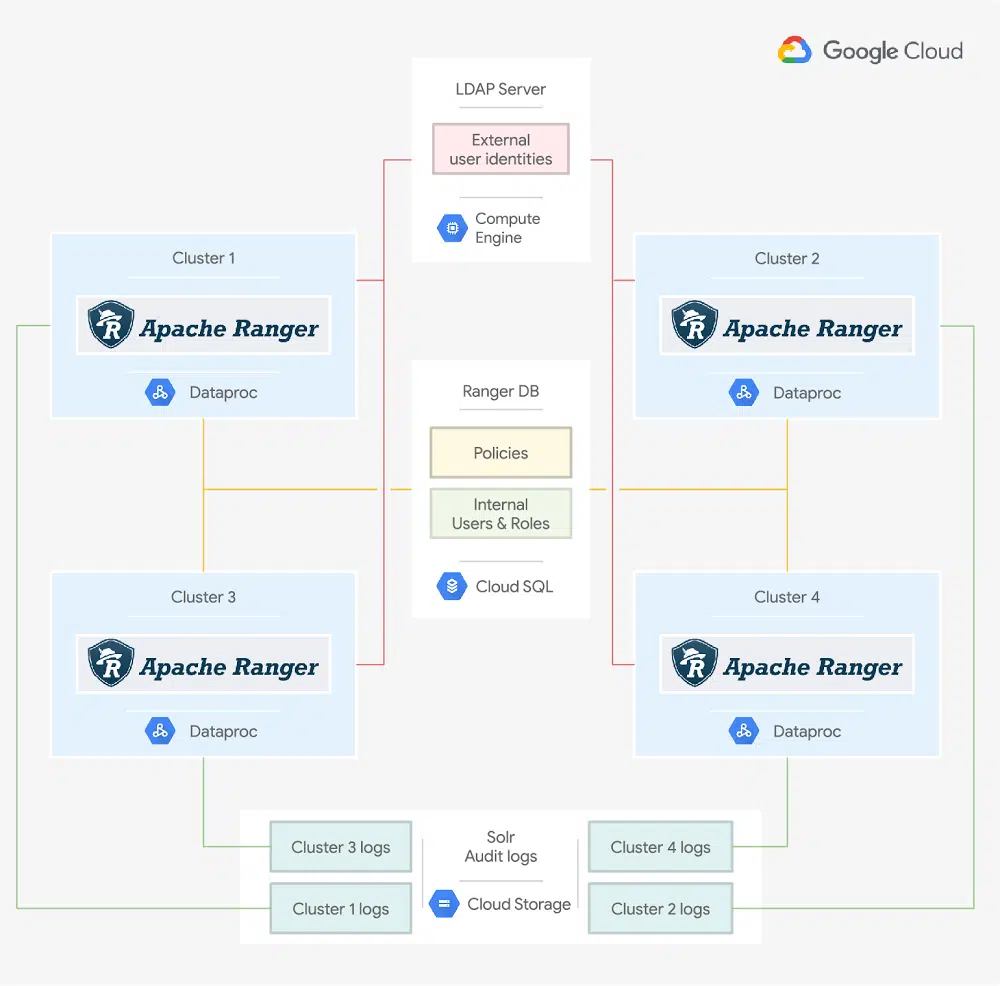 Google Cloud
LDAP Server
External
user identities
Compute
Engine
Cluster 1
Apache Ranger
Dataproc
Cluster 2
Apache Ranger
Dataproc
Ranger DB
Policies
Internal
Users & Roles
Cloud SQL
Cluster 3
Apache Ranger
Dataproc
Cluster 4
Apache Ranger
Dataproc
Cluster 3 logs
Cluster 1 logs
Solr
Audit logs
Cloud Storage
Cluster 4 logs
Cluster 2 logs